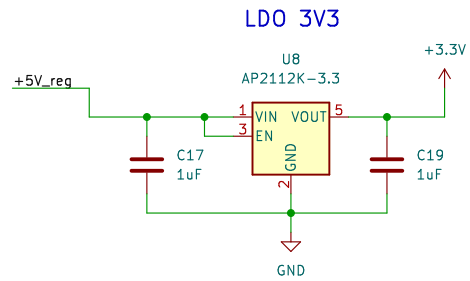 LDO 3V3
U8
AP2112K-3.3
+3.3V
+5V_reg
1
VIN
VOUT
5
3
EN
GND
2
C17
1uF
C19
1uF
GND